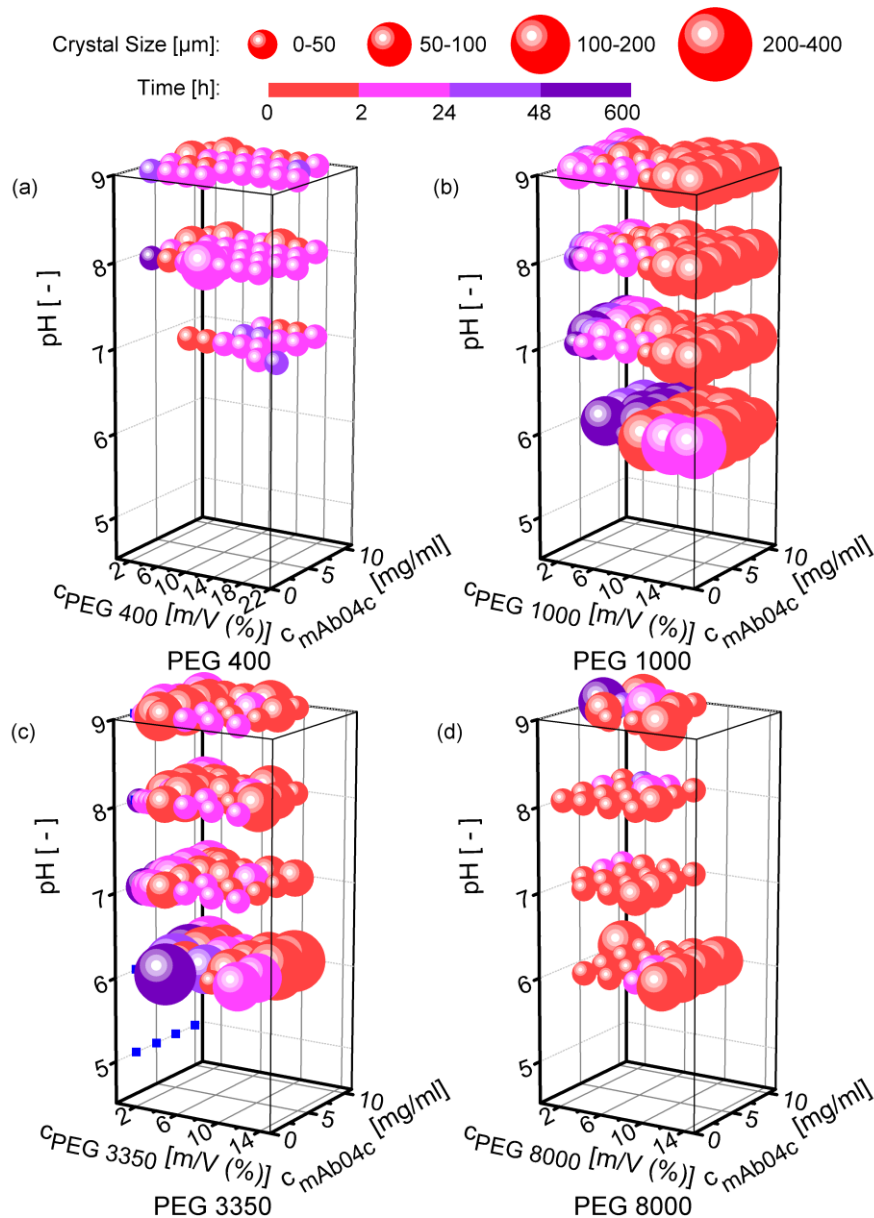 Crystal Size [µm]: 0-50 50-100 100-200 200-400
Time [h]:
0 2 24 48 600
(a)
9
8
7
6
5
pH [ - ]
2 6 10 14 18 22
0 5 10
cPEG 400 [m/V (%)]
cmAb04c [mg/ml]
PEG 400
(b)
9
8
7
6
5
pH [ - ]
2 6 10 14
0 5 10
cPEG 1000 [m/V (%)]
cmAb04c [mg/ml]
PEG 1000
(c)
9
8
7
6
5
pH [ - ]
2 6 10 14
0 5 10
cPEG 3350 [m/V (%)]
cmAb04c [mg/ml]
PEG 3350
(d)
9
8
7
6
5
pH [ - ]
2 6 10 14
0 5 10
cPEG 8000 [m/V (%)]
cmAb04c [mg/ml]
PEG 8000